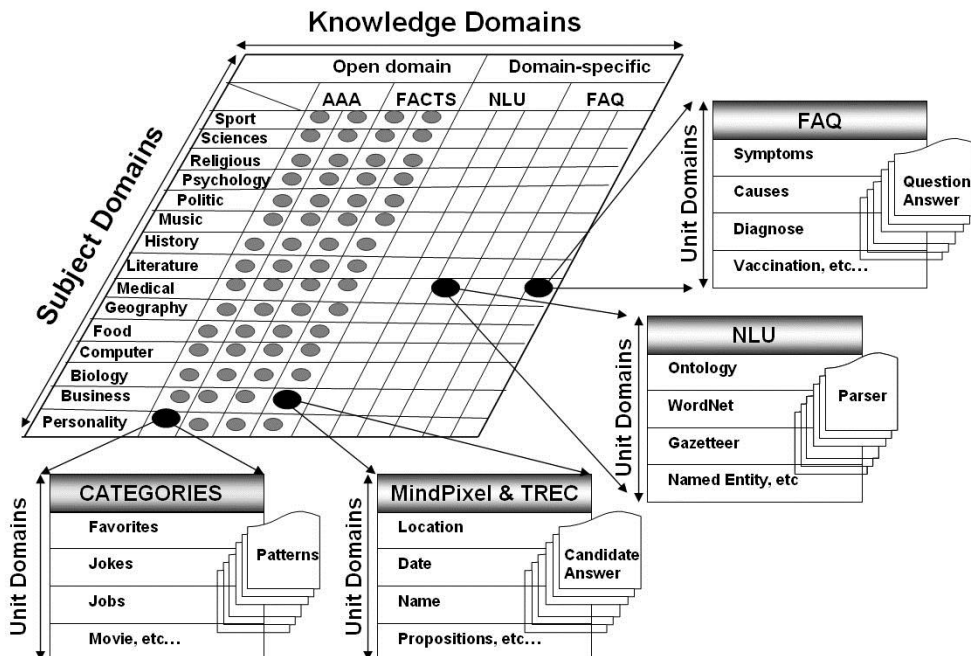 Knowledge Domains
Open domain
Domain-specific
AAA
FACTS
NLU
FAQ
Subject Domains
Sport
Sciences
Religious
Psychology
Politic
Music
History
Literature
Medical
Geography
Food
Computer
Biology
Business
Personality
Unit Domains
FAQ
Symptoms
Causes
Diagnose
Vaccination, etc...
Question
Answer
Unit Domains
NLU
Ontology
WordNet
Gazetteer
Named Entity, etc
Parser
Unit Domains
CATEGORIES
Favorites
Jokes
Jobs
Movie, etc...
Patterns
Unit Domains
MindPixel & TREC
Location
Date
Name
Propositions, etc...
Candidate
Answer